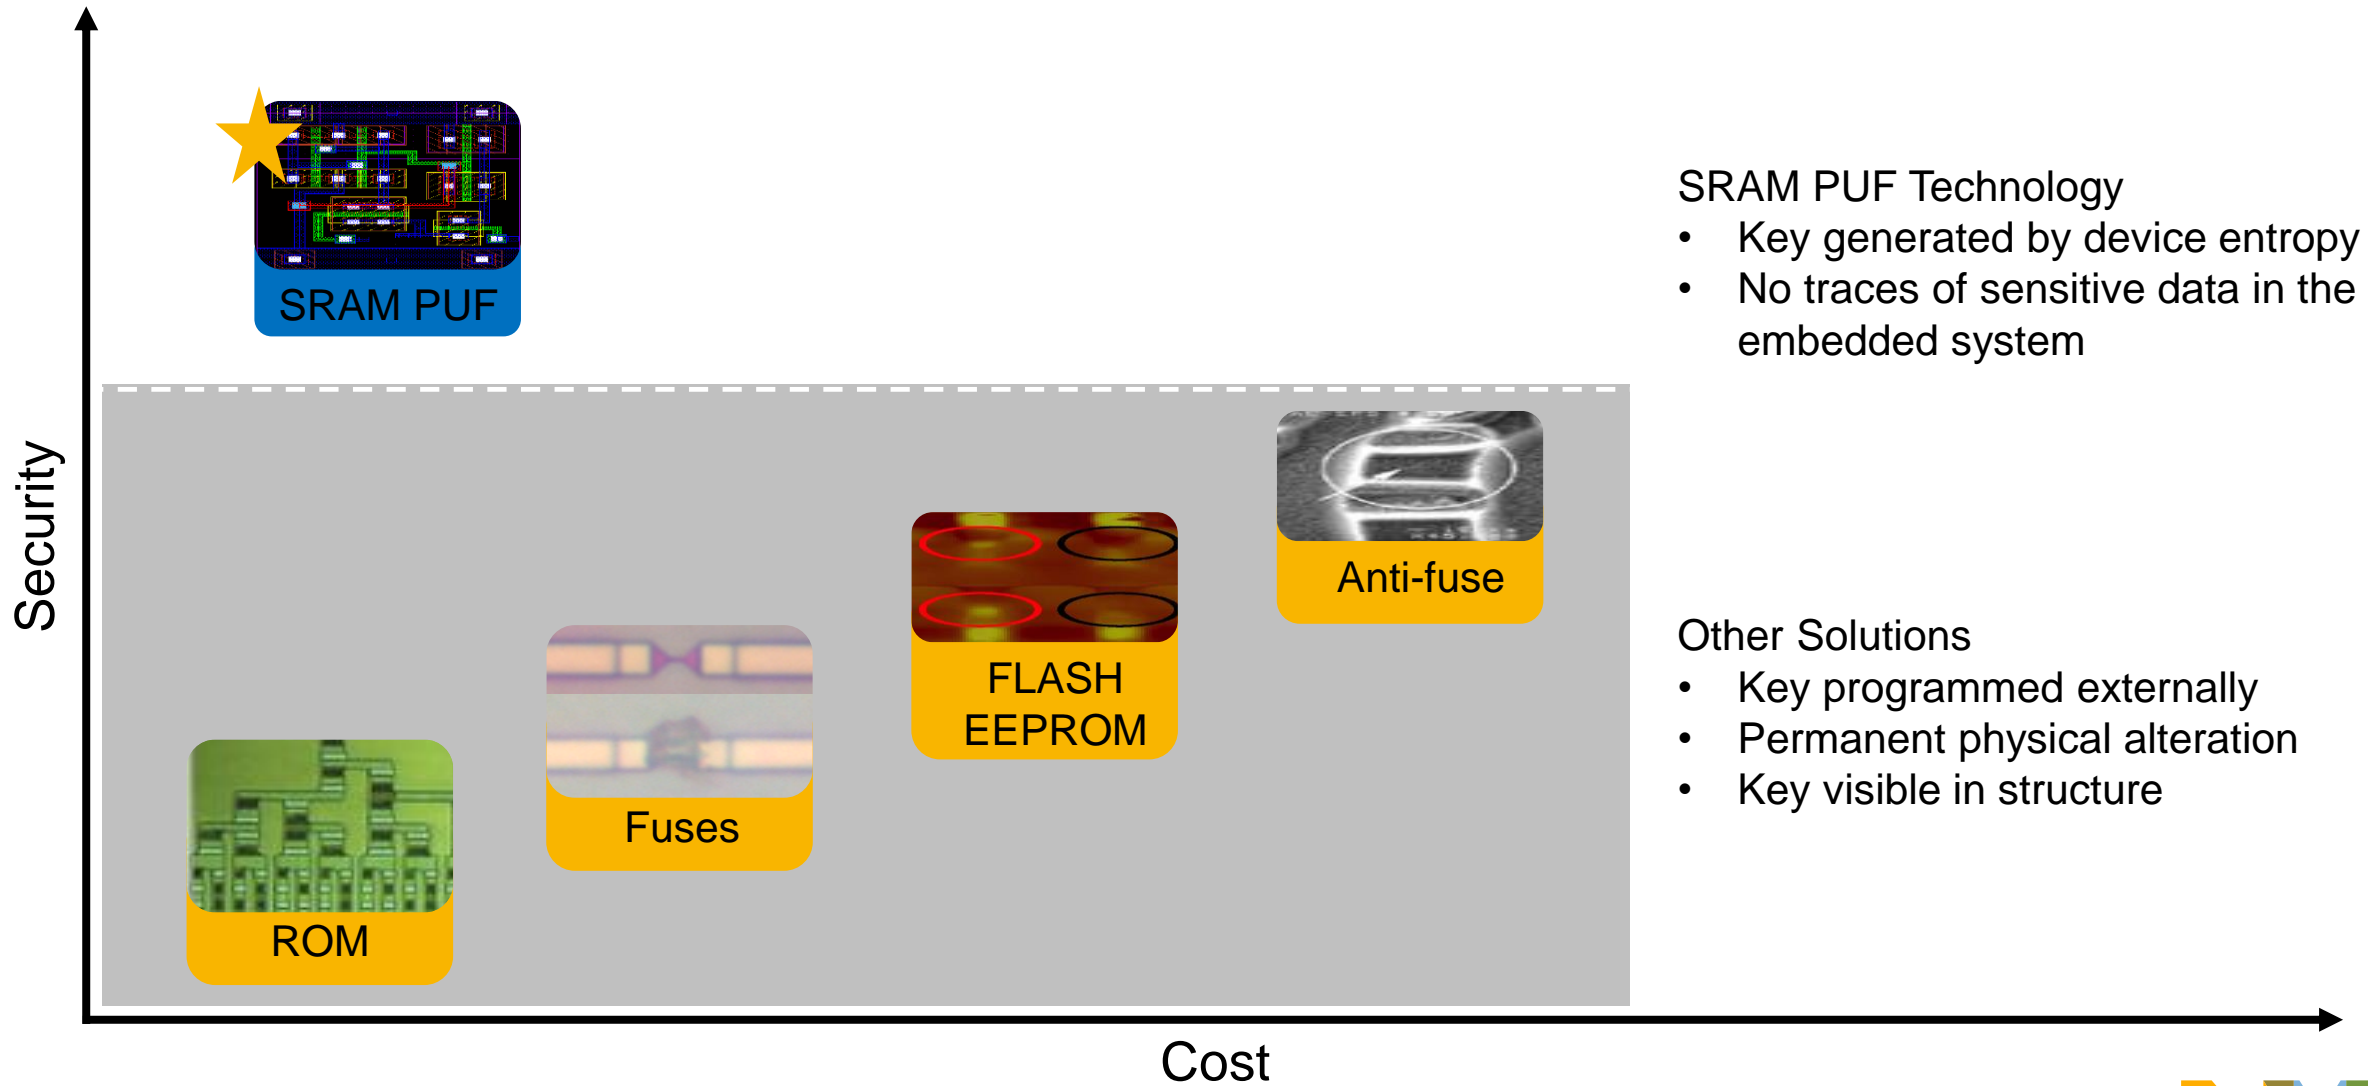 SRAM PUF
SRAM PUF Technology
• Key generated by device entropy
• No traces of sensitive data in the
embedded system
Security
Anti-fuse
FLASH
EEPROM
Fuses
ROM
Other Solutions
• Key programmed externally
• Permanent physical alteration
• Key visible in structure
Cost